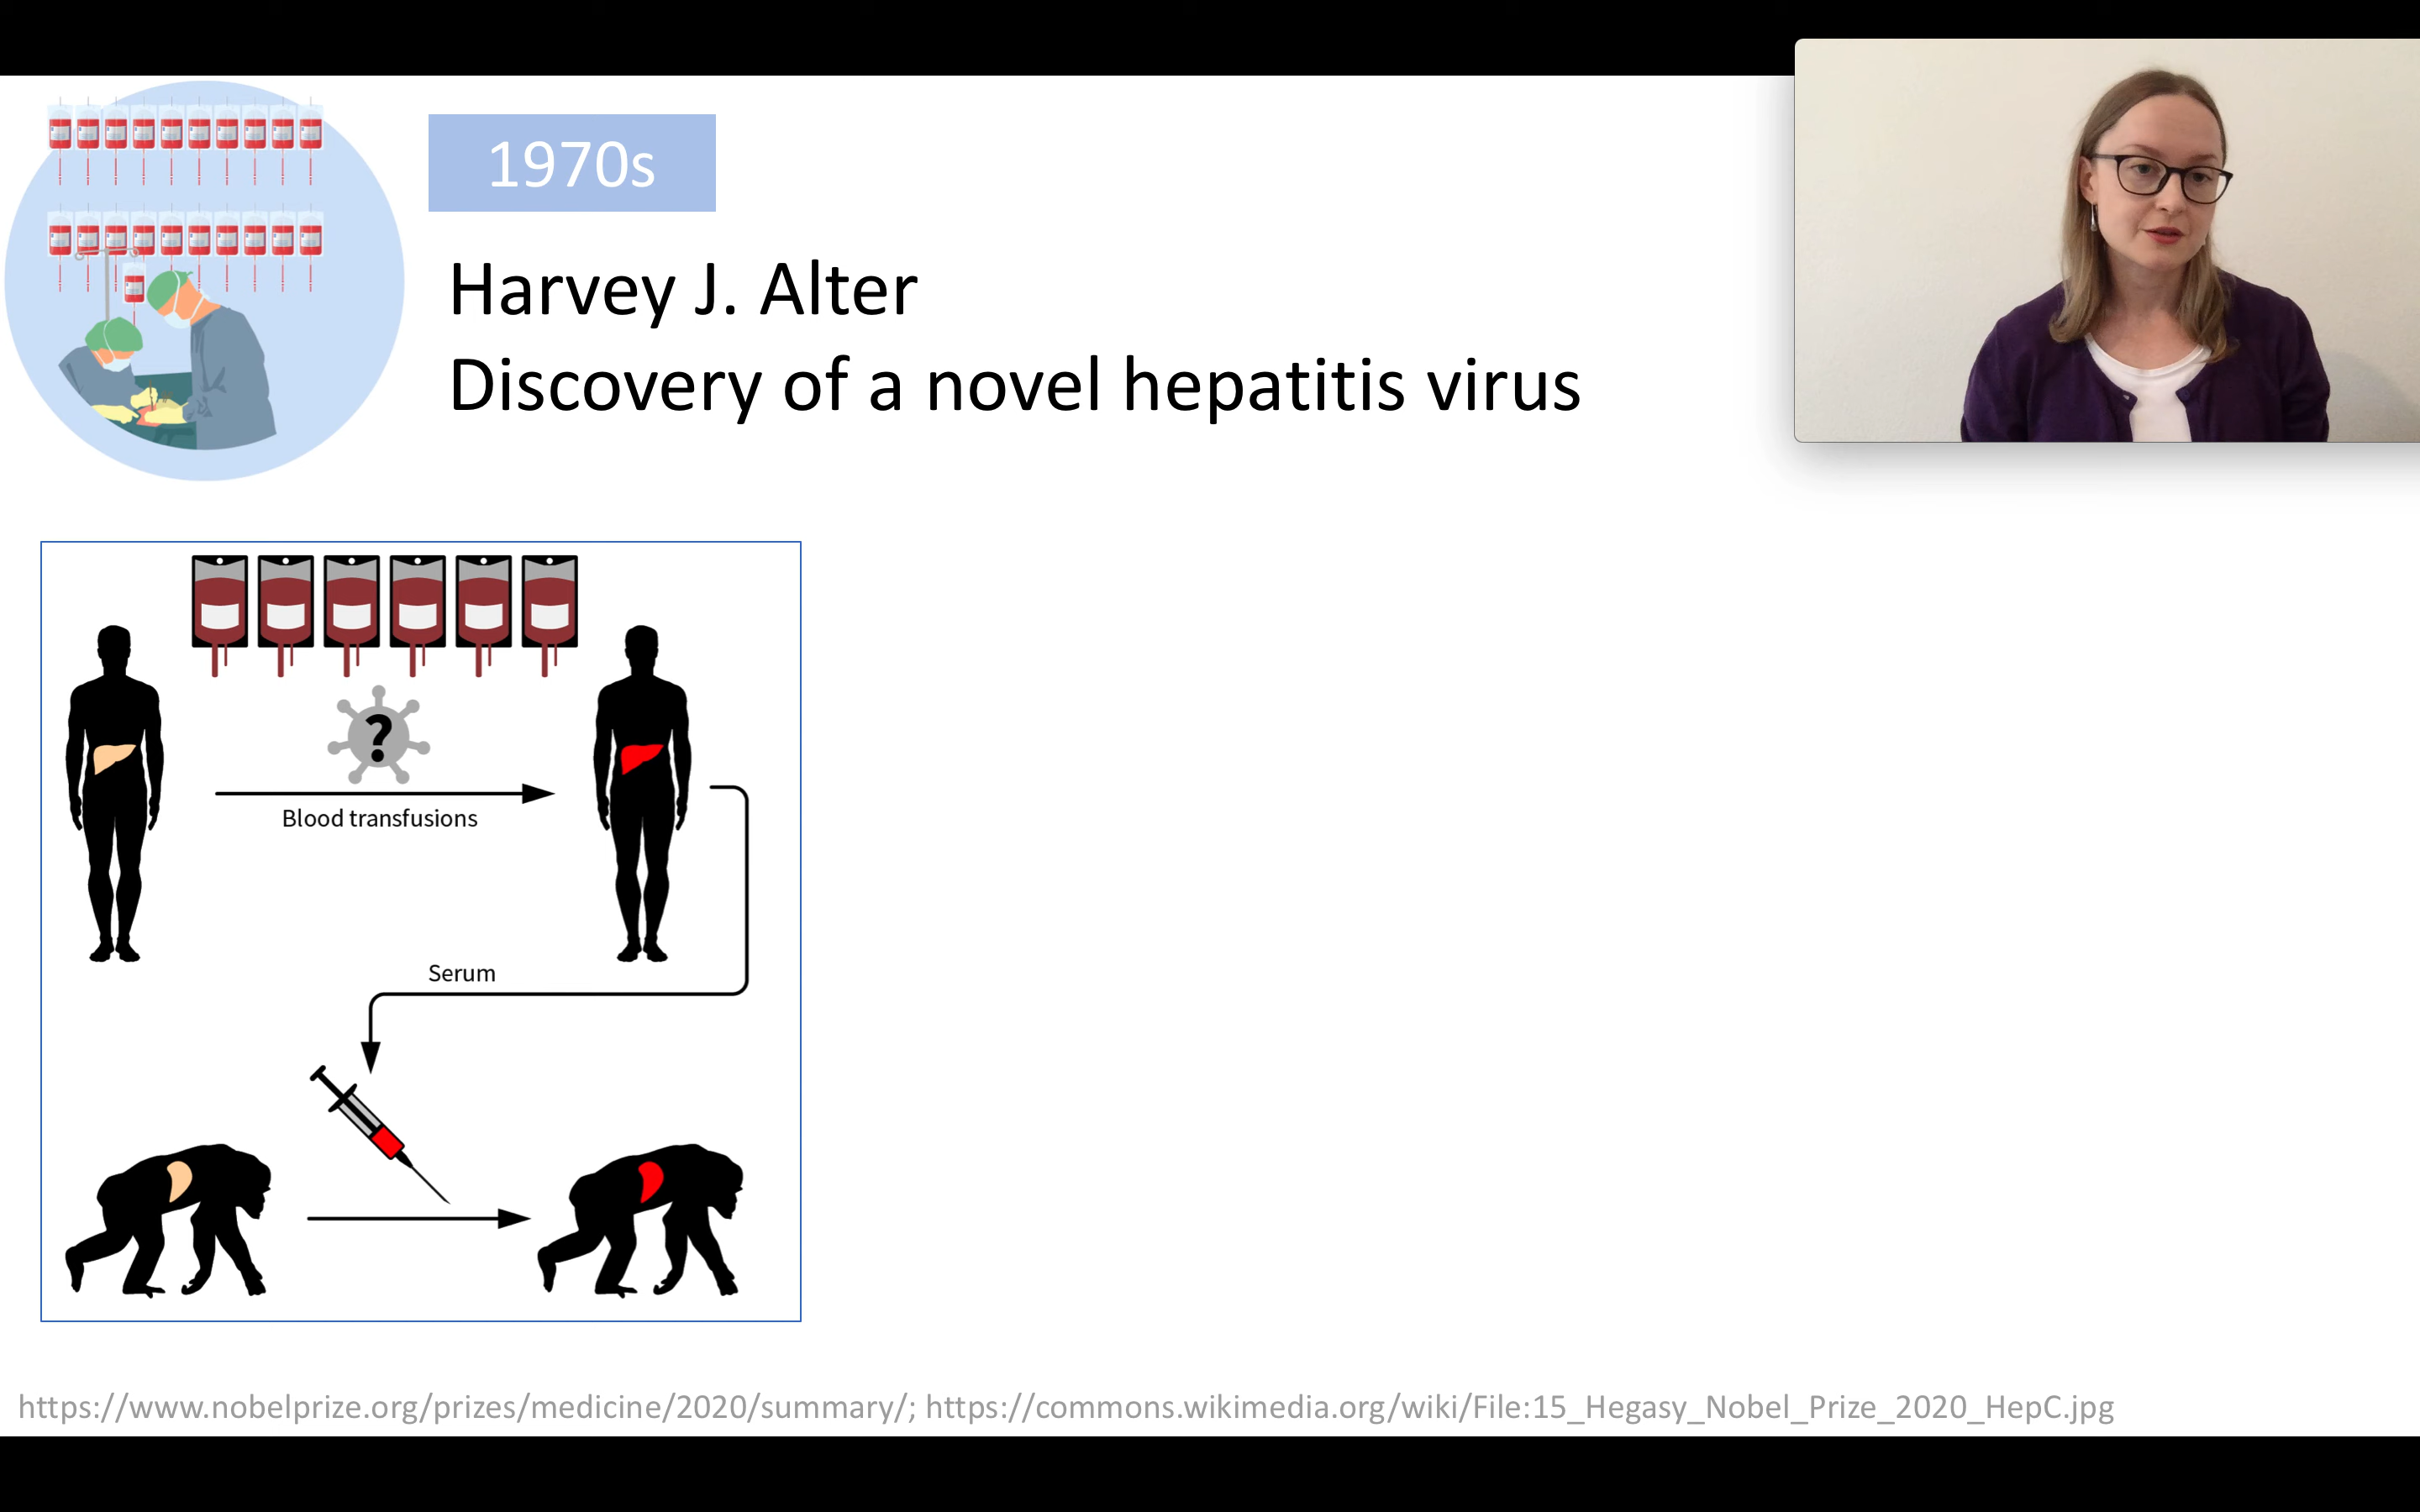 1970s
Harvey J. Alter
Discovery of a novel hepatitis virus
?
Blood transfusions
Serum
https://www.nobelprize.org/prizes/medicine/2020/summary/; https://commons.wikimedia.org/wiki/File:15_Hegasy_Nobel_Prize_2020_HepC.jpg